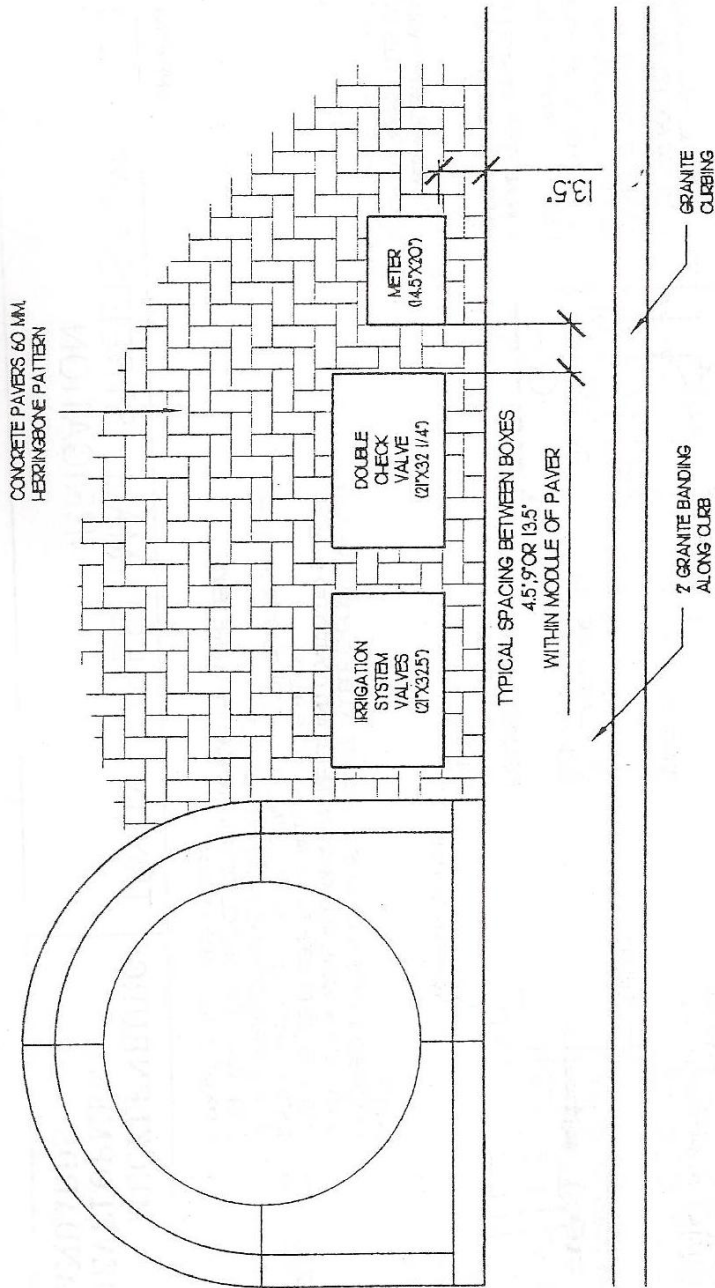 CONCRETE PAVERS 60 MM.
HERRINGBONE PATTERN
IRRIGATION
SYSTEM
VALVES
(21"X32.5")
DOUBLE
CHECK
VALVE
(21"X32 1/4")
METER
(14.5"X20")
TYPICAL SPACING BETWEEN BOXES
4.5",9"OR 13.5"
WITHIN MODULE OF PAVER
13.5"
2' GRANITE BANDING
ALONG CURB
GRANITE
CURBING